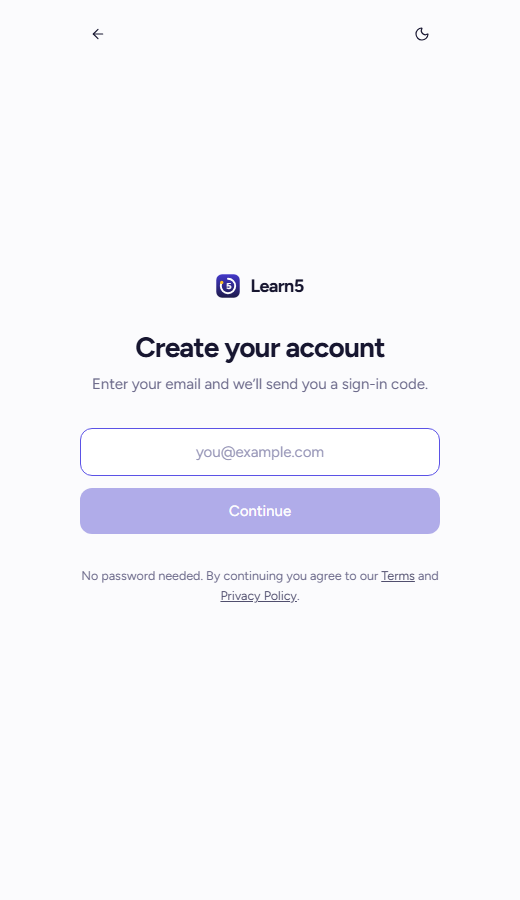 5 Learn5
Create your account
Enter your email and we’ll send you a sign-in code.
you@example.com
Continue
No password needed. By continuing you agree to our Terms and
Privacy Policy.